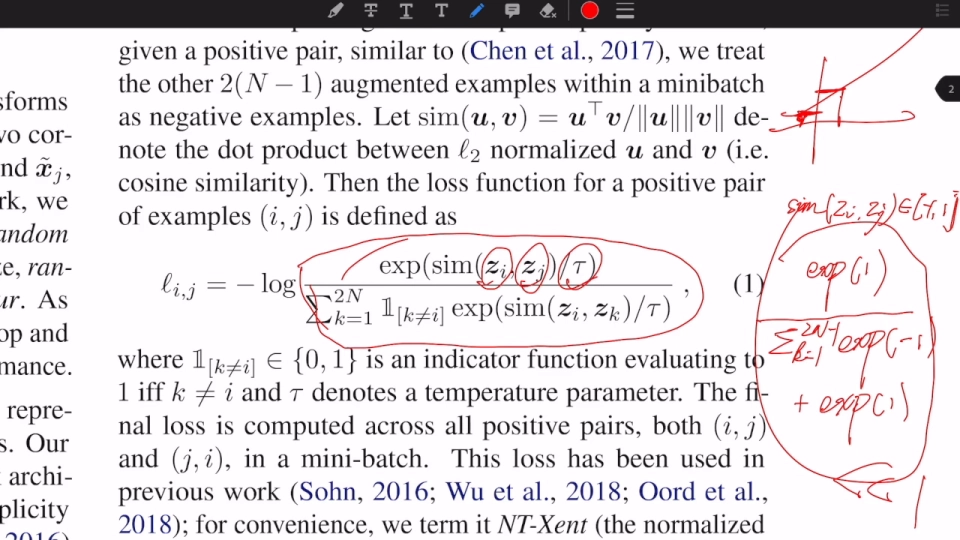 given a positive pair, similar to (Chen et al., 2017), we treat
the other 2(N − 1) augmented examples within a minibatch
as negative examples. Let sim(u, v) = u⊤v/‖u‖‖v‖ de-
note the dot product between ℓ2 normalized u and v (i.e.
cosine similarity). Then the loss function for a positive pair
of examples (i, j) is defined as
ℓi,j = − log exp(sim(zi, zj)/τ) / ∑2N k=1 𝟙[k≠i] exp(sim(zi, zk)/τ) , (1)
where 𝟙[k≠i] ∈ {0, 1} is an indicator function evaluating to
1 iff k ≠ i and τ denotes a temperature parameter. The fi-
nal loss is computed across all positive pairs, both (i, j)
and (j, i), in a mini-batch. This loss has been used in
previous work (Sohn, 2016; Wu et al., 2018; Oord et al.,
2018); for convenience, we term it NT-Xent (the normalized
sforms
wo cor-
nd x̃j,
rk, we
andom
ze, ran-
ur. As
op and
mance.
repre-
s. Our
archi-
plicity
2016)
2
sim(zi, zj) ∈ [-1, 1]
exp(1)
∑2N-1 k=1 exp(-1)
+ exp(1)